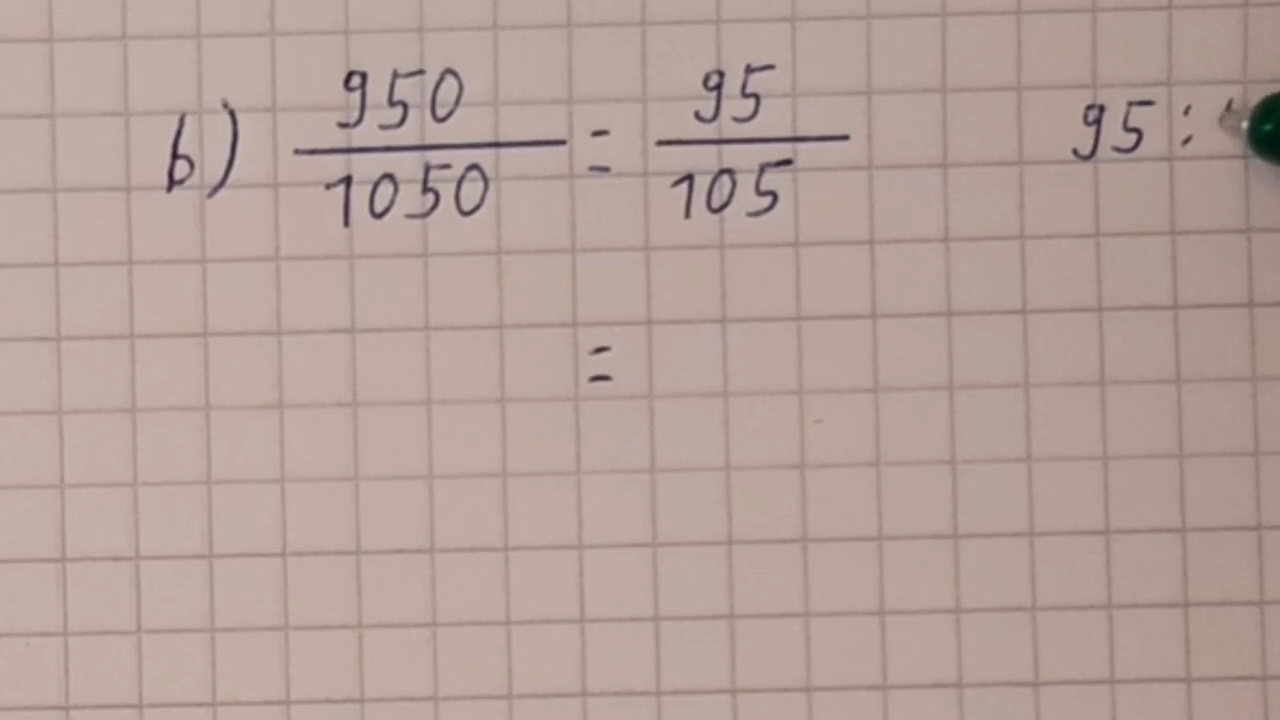 b) 950/1050 = 95/105 95 :
=